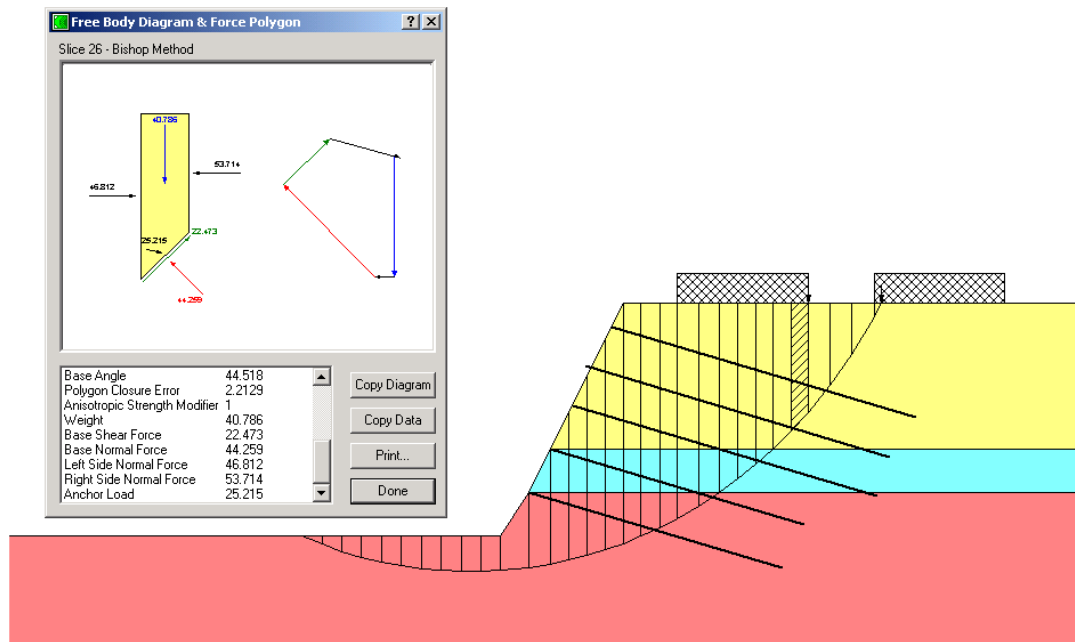 Free Body Diagram & Force Polygon
Slice 26 - Bishop Method
40.786
53.714
46.812
22.473
25.215
44.259
Base Angle 44.518
Polygon Closure Error 2.2129
Anisotropic Strength Modifier 1
Weight 40.786
Base Shear Force 22.473
Base Normal Force 44.259
Left Side Normal Force 46.812
Right Side Normal Force 53.714
Anchor Load 25.215
Copy Diagram
Copy Data
Print...
Done